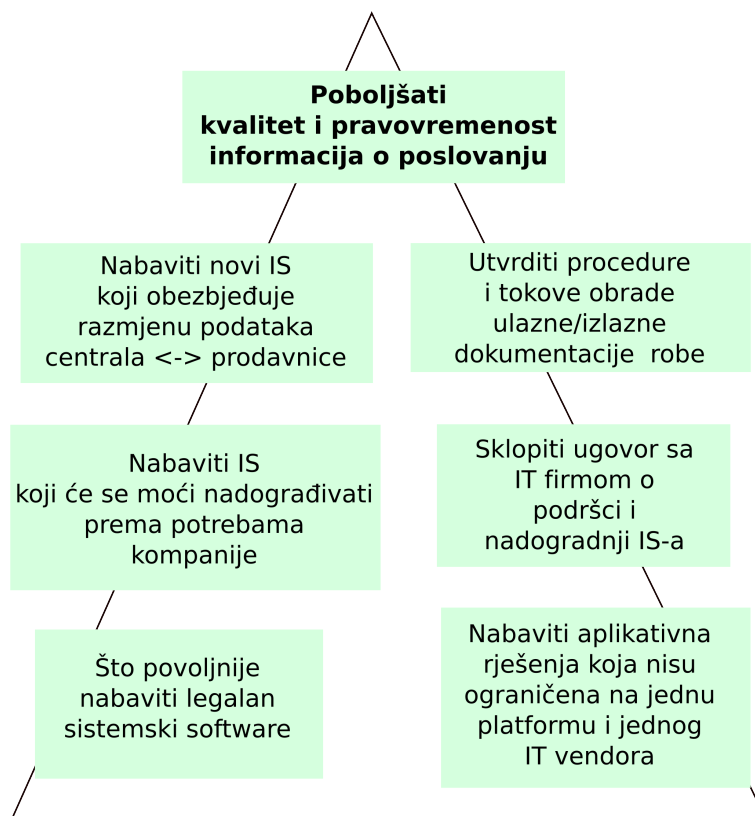 Poboljšati
kvalitet i pravovremenost
informacija o poslovanju
Nabaviti novi IS
koji obezbjeđuje
razmjenu podataka
centrala <-> prodavnice
Utvrditi procedure
i tokove obrade
ulazne/izlazne
dokumentacije  robe
Nabaviti IS
koji će se moći nadograđivati
prema potrebama
kompanije
Sklopiti ugovor sa
IT firmom o
podršci i
nadogradnji IS-a
Što povoljnije
nabaviti legalan
sistemski software
Nabaviti aplikativna
rješenja koja nisu
ograničena na jednu
platformu i jednog
IT vendora